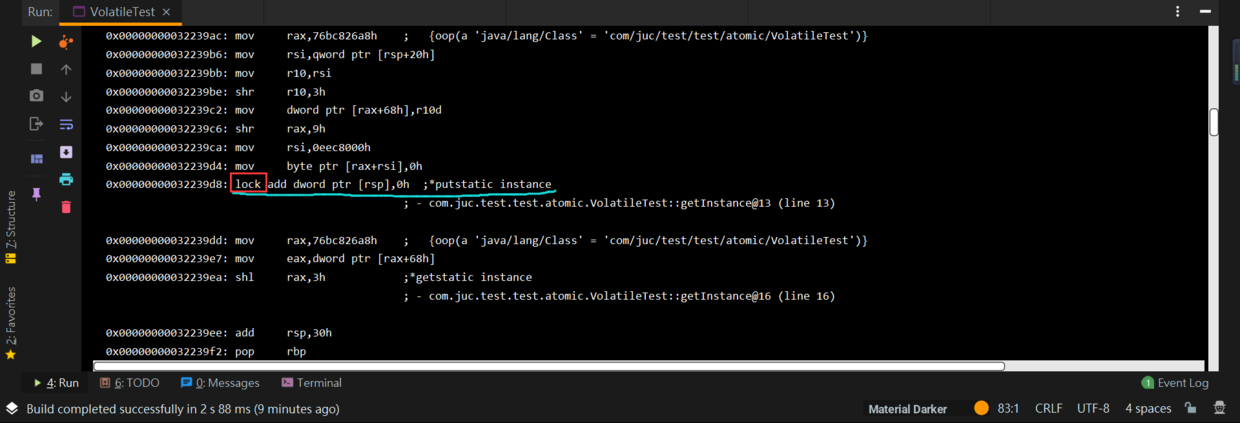 Run: VolatileTest ×
0x00000000032239ac: mov rax,76bc826a8h ; {oop(a 'java/lang/Class' = 'com/juc/test/test/atomic/VolatileTest')}
0x00000000032239b6: mov rsi,qword ptr [rsp+20h]
0x00000000032239bb: mov r10,rsi
0x00000000032239be: shr r10,3h
0x00000000032239c2: mov dword ptr [rax+68h],r10d
0x00000000032239c6: shr rax,9h
0x00000000032239ca: mov rsi,0eec8000h
0x00000000032239d4: mov byte ptr [rax+rsi],0h
0x00000000032239d8: lock add dword ptr [rsp],0h ;*putstatic instance
; - com.juc.test.test.atomic.VolatileTest::getInstance@13 (line 13)
0x00000000032239dd: mov rax,76bc826a8h ; {oop(a 'java/lang/Class' = 'com/juc/test/test/atomic/VolatileTest')}
0x00000000032239e7: mov eax,dword ptr [rax+68h]
0x00000000032239ea: shl rax,3h ;*getstatic instance
; - com.juc.test.test.atomic.VolatileTest::getInstance@16 (line 16)
0x00000000032239ee: add rsp,30h
0x00000000032239f2: pop rbp
Z: Structure
2: Favorites
4: Run 6: TODO 0: Messages Terminal 1 Event Log
Build completed successfully in 2 s 88 ms (9 minutes ago) Material Darker 83:1 CRLF UTF-8 4 spaces